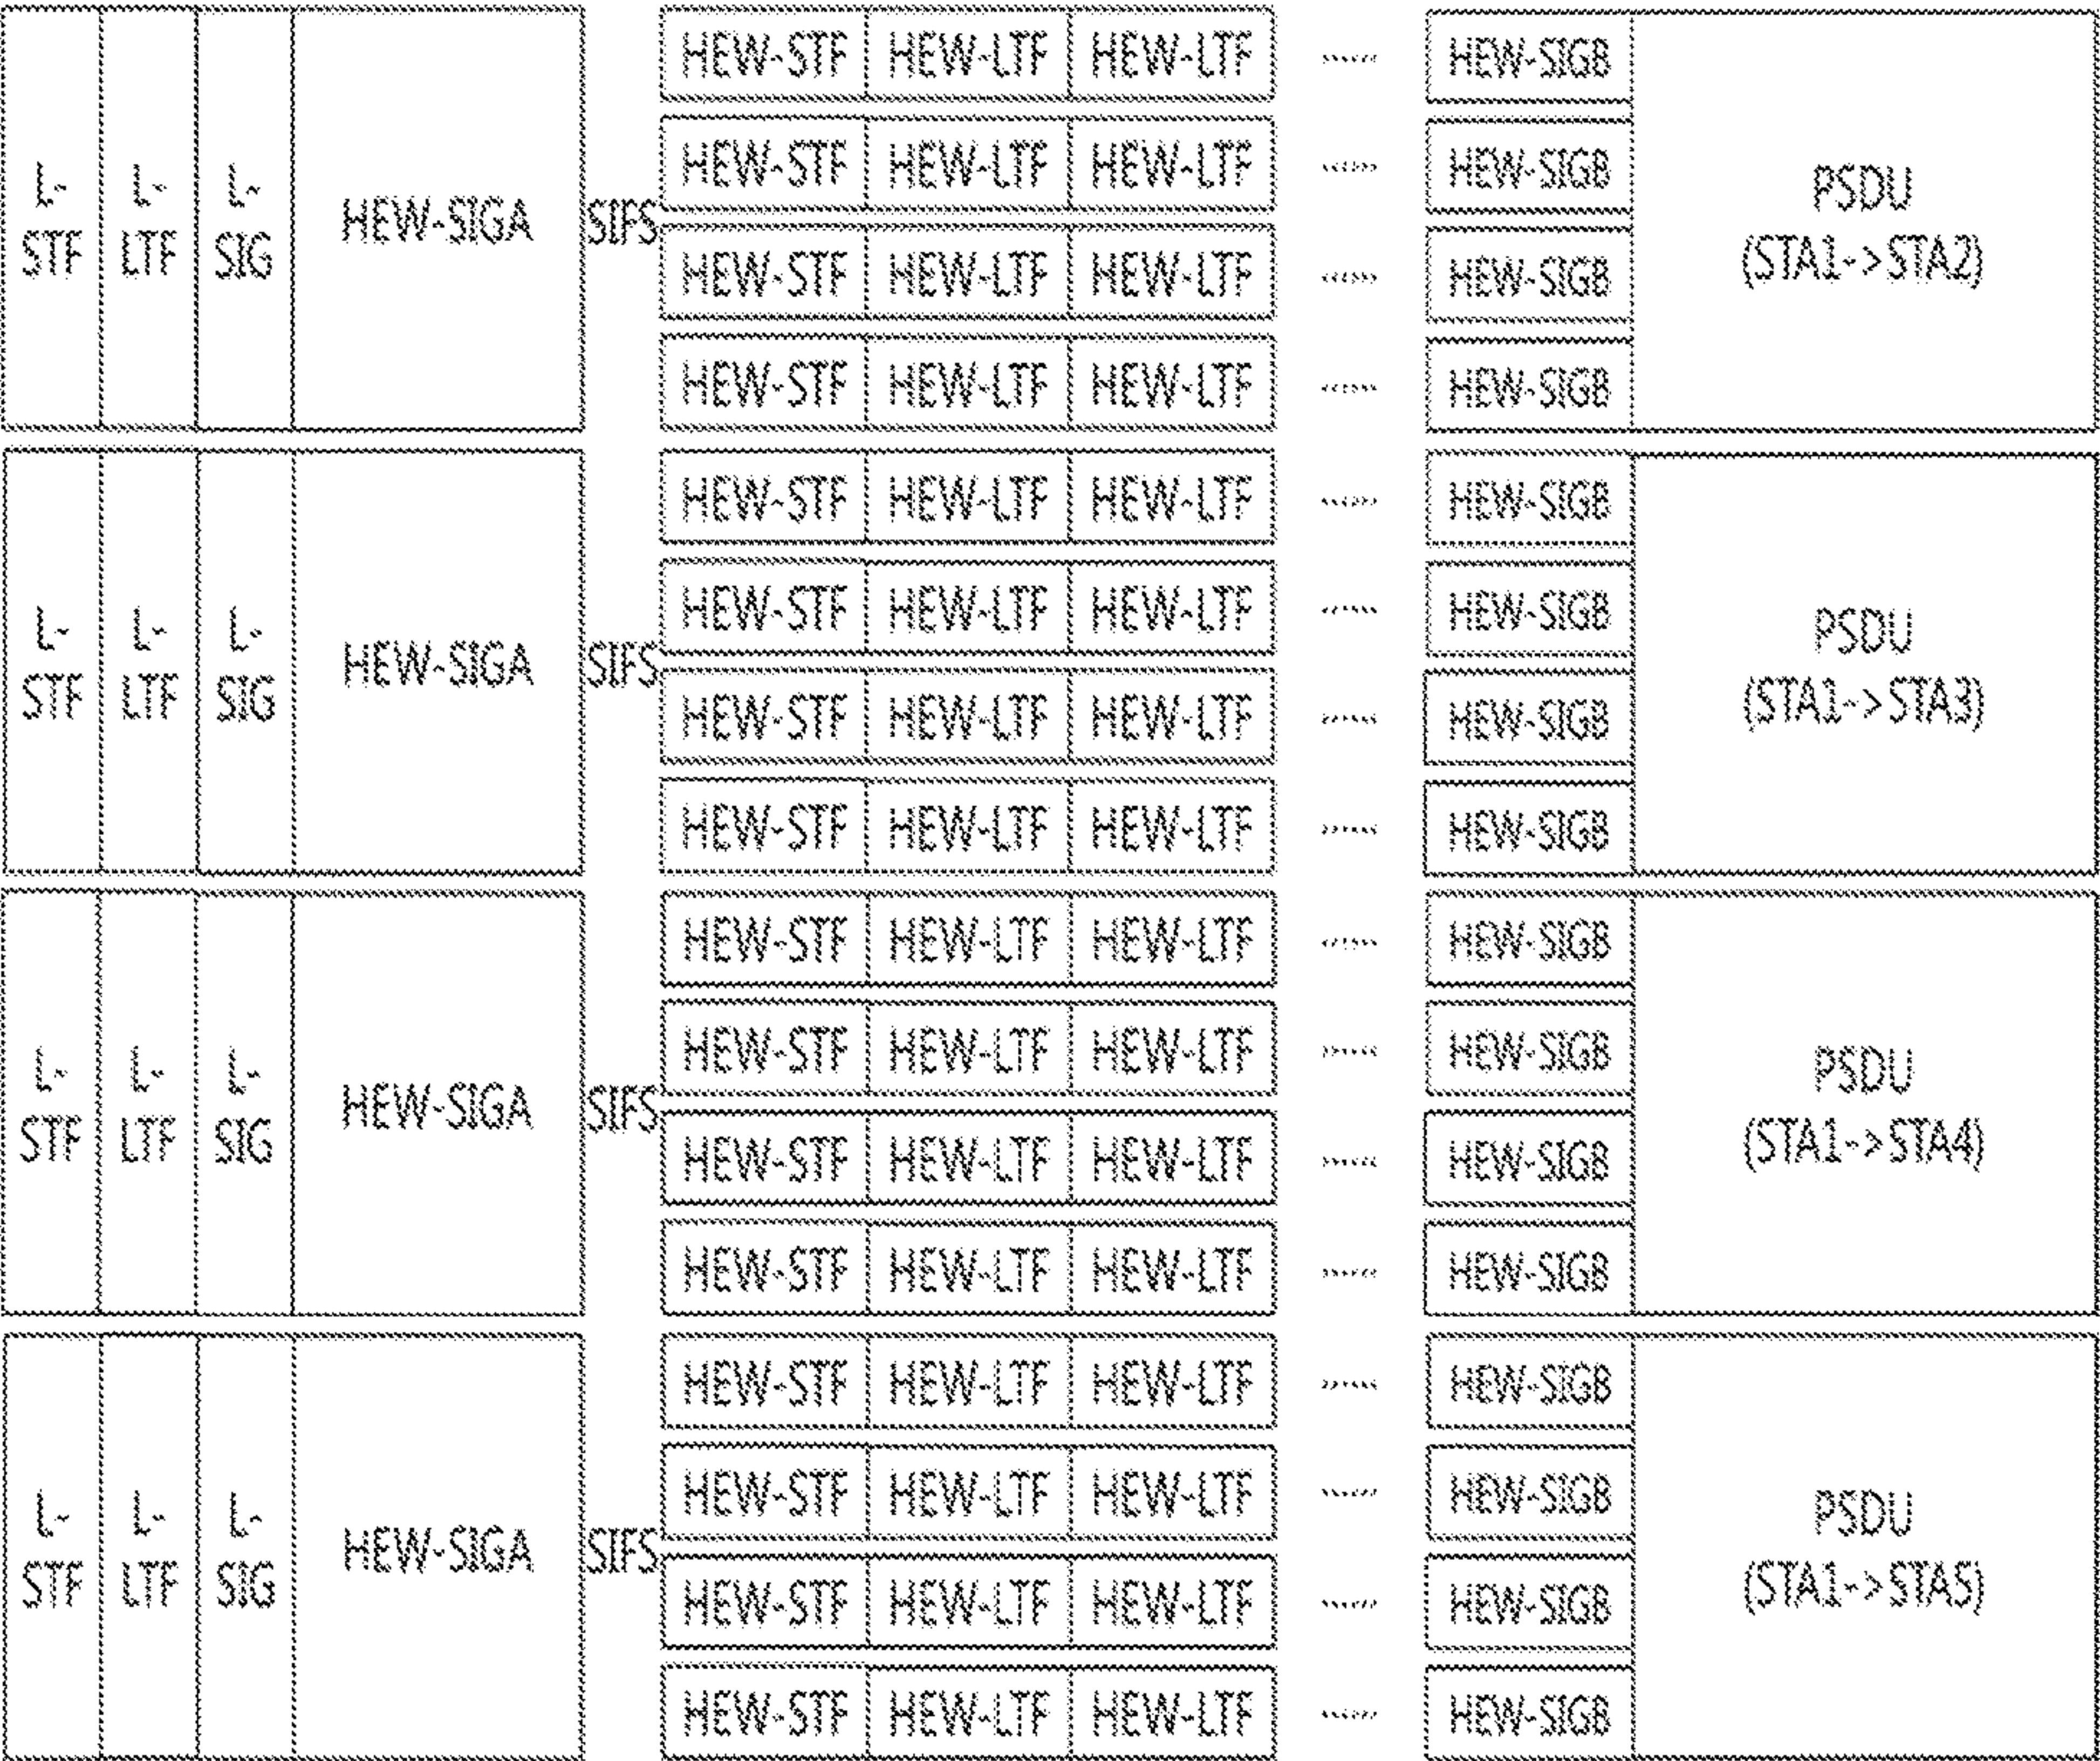 L-STF L-LTF L-SIG HEW-SIGA SIFS
HEW-STF HEW-LTF HEW-LTF ...... HEW-SIGB
HEW-STF HEW-LTF HEW-LTF ...... HEW-SIGB
HEW-STF HEW-LTF HEW-LTF ...... HEW-SIGB
HEW-STF HEW-LTF HEW-LTF ...... HEW-SIGB
PSDU
(STA1->STA2)
L-STF L-LTF L-SIG HEW-SIGA SIFS
HEW-STF HEW-LTF HEW-LTF ...... HEW-SIGB
HEW-STF HEW-LTF HEW-LTF ...... HEW-SIGB
HEW-STF HEW-LTF HEW-LTF ...... HEW-SIGB
HEW-STF HEW-LTF HEW-LTF ...... HEW-SIGB
PSDU
(STA1->STA3)
L-STF L-LTF L-SIG HEW-SIGA SIFS
HEW-STF HEW-LTF HEW-LTF ...... HEW-SIGB
HEW-STF HEW-LTF HEW-LTF ...... HEW-SIGB
HEW-STF HEW-LTF HEW-LTF ...... HEW-SIGB
HEW-STF HEW-LTF HEW-LTF ...... HEW-SIGB
PSDU
(STA1->STA4)
L-STF L-LTF L-SIG HEW-SIGA SIFS
HEW-STF HEW-LTF HEW-LTF ...... HEW-SIGB
HEW-STF HEW-LTF HEW-LTF ...... HEW-SIGB
HEW-STF HEW-LTF HEW-LTF ...... HEW-SIGB
HEW-STF HEW-LTF HEW-LTF ...... HEW-SIGB
PSDU
(STA1->STA5)